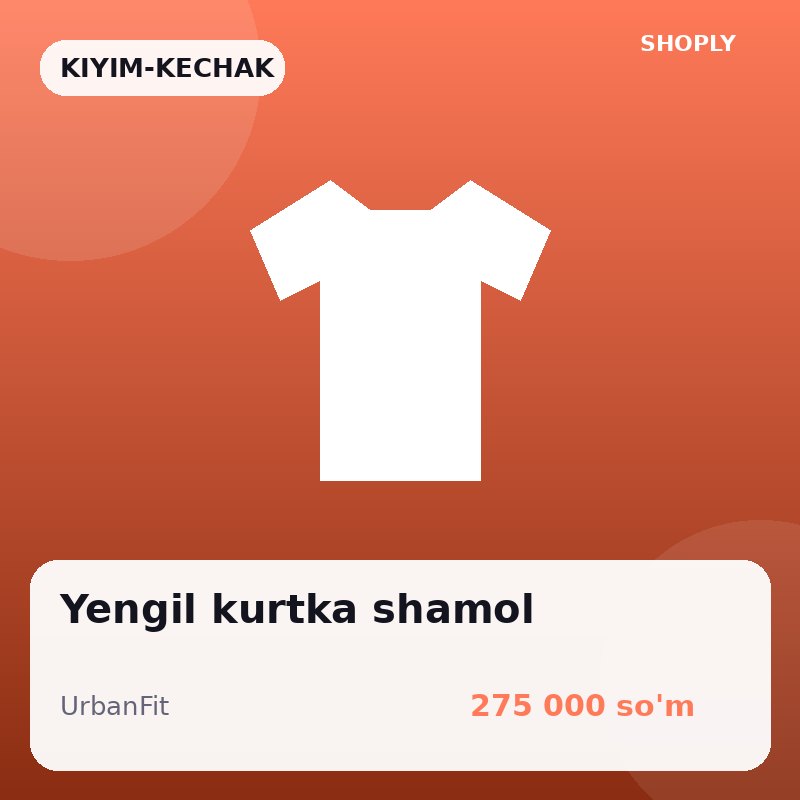 KIYIM-KECHAK
SHOPLY
Yengil kurtka shamol
UrbanFit
275 000 so'm